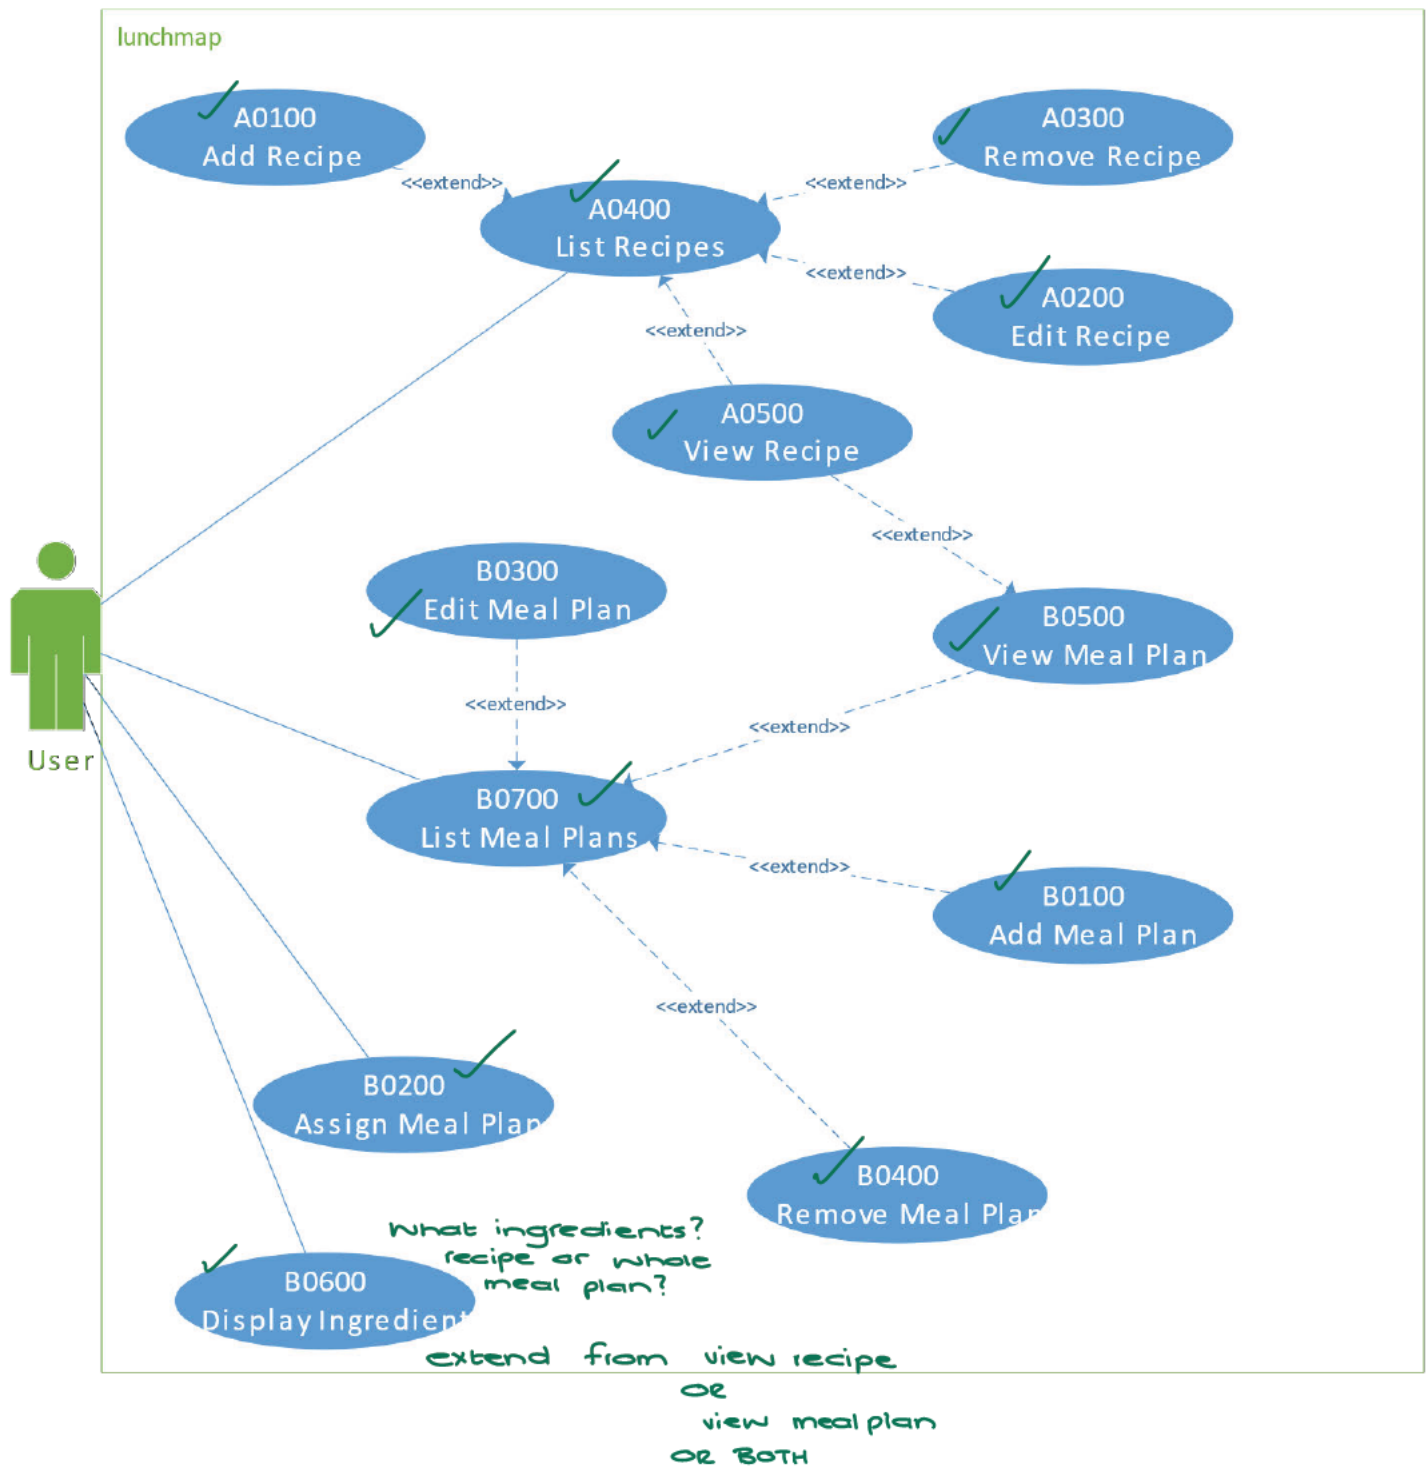 lunchmap
A0100
Add Recipe
A0300
Remove Recipe
<<extend>>
<<extend>>
A0400
List Recipes
<<extend>>
A0200
Edit Recipe
<<extend>>
A0500
View Recipe
<<extend>>
B0300
Edit Meal Plan
B0500
View Meal Plan
<<extend>>
<<extend>>
User
B0700
List Meal Plans
<<extend>>
B0100
Add Meal Plan
<<extend>>
B0200
Assign Meal Plan
B0400
Remove Meal Plan
What ingredients?
recipe or whole
meal plan?
B0600
Display Ingredient
extend from view recipe
OR
view meal plan
OR BOTH